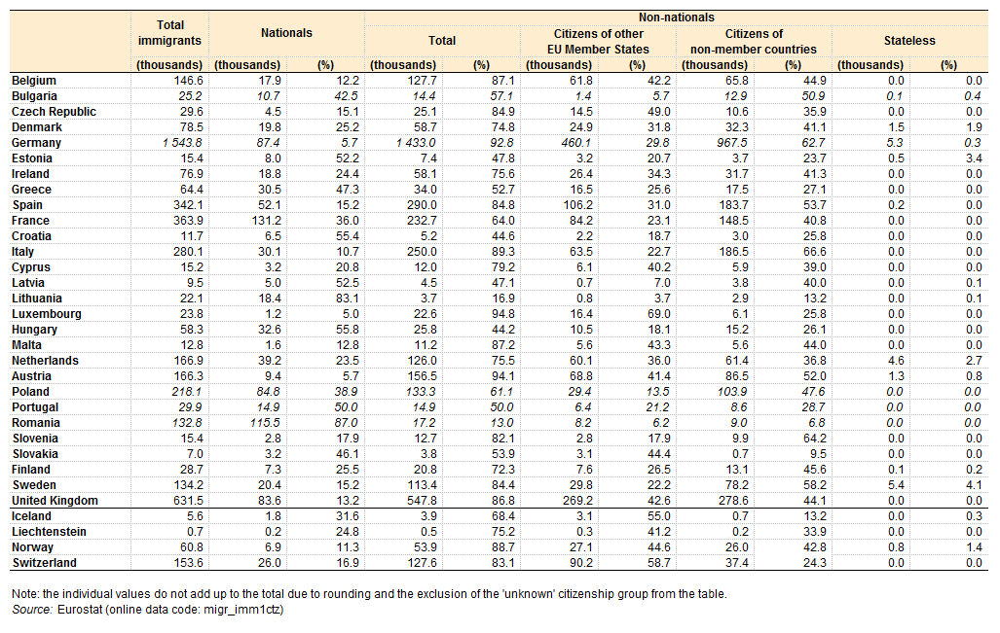 Non-nationals
Total immigrants Nationals Total Citizens of other EU Member States Citizens of non-member countries Stateless
(thousands) (thousands) (%) (thousands) (%) (thousands) (%) (thousands) (%) (thousands) (%)
Belgium 146.6 17.9 12.2 127.7 87.1 61.8 42.2 65.8 44.9 0.0 0.0
Bulgaria 25.2 10.7 42.5 14.4 57.1 1.4 5.7 12.9 50.9 0.1 0.4
Czech Republic 29.6 4.5 15.1 25.1 84.9 14.5 49.0 10.6 35.9 0.0 0.0
Denmark 78.5 19.8 25.2 58.7 74.8 24.9 31.8 32.3 41.1 1.5 1.9
Germany 1 543.8 87.4 5.7 1 433.0 92.8 460.1 29.8 967.5 62.7 5.3 0.3
Estonia 15.4 8.0 52.2 7.4 47.8 3.2 20.7 3.7 23.7 0.5 3.4
Ireland 76.9 18.8 24.4 58.1 75.6 26.4 34.3 31.7 41.3 0.0 0.0
Greece 64.4 30.5 47.3 34.0 52.7 16.5 25.6 17.5 27.1 0.0 0.0
Spain 342.1 52.1 15.2 290.0 84.8 106.2 31.0 183.7 53.7 0.2 0.0
France 363.9 131.2 36.0 232.7 64.0 84.2 23.1 148.5 40.8 0.0 0.0
Croatia 11.7 6.5 55.4 5.2 44.6 2.2 18.7 3.0 25.8 0.0 0.0
Italy 280.1 30.1 10.7 250.0 89.3 63.5 22.7 186.5 66.6 0.0 0.0
Cyprus 15.2 3.2 20.8 12.0 79.2 6.1 40.2 5.9 39.0 0.0 0.0
Latvia 9.5 5.0 52.5 4.5 47.1 0.7 7.0 3.8 40.0 0.0 0.1
Lithuania 22.1 18.4 83.1 3.7 16.9 0.8 3.7 2.9 13.2 0.0 0.1
Luxembourg 23.8 1.2 5.0 22.6 94.8 16.4 69.0 6.1 25.8 0.0 0.0
Hungary 58.3 32.6 55.8 25.8 44.2 10.5 18.1 15.2 26.1 0.0 0.0
Malta 12.8 1.6 12.8 11.2 87.2 5.6 43.3 5.6 44.0 0.0 0.0
Netherlands 166.9 39.2 23.5 126.0 75.5 60.1 36.0 61.4 36.8 4.6 2.7
Austria 166.3 9.4 5.7 156.5 94.1 68.8 41.4 86.5 52.0 1.3 0.8
Poland 218.1 84.8 38.9 133.3 61.1 29.4 13.5 103.9 47.6 0.0 0.0
Portugal 29.9 14.9 50.0 14.9 50.0 6.4 21.2 8.6 28.7 0.0 0.0
Romania 132.8 115.5 87.0 17.2 13.0 8.2 6.2 9.0 6.8 0.0 0.0
Slovenia 15.4 2.8 17.9 12.7 82.1 2.8 17.9 9.9 64.2 0.0 0.0
Slovakia 7.0 3.2 46.1 3.8 53.9 3.1 44.4 0.7 9.5 0.0 0.0
Finland 28.7 7.3 25.5 20.8 72.3 7.6 26.5 13.1 45.6 0.1 0.2
Sweden 134.2 20.4 15.2 113.4 84.4 29.8 22.2 78.2 58.2 5.4 4.1
United Kingdom 631.5 83.6 13.2 547.8 86.8 269.2 42.6 278.6 44.1 0.0 0.0
Iceland 5.6 1.8 31.6 3.9 68.4 3.1 55.0 0.7 13.2 0.0 0.3
Liechtenstein 0.7 0.2 24.8 0.5 75.2 0.3 41.2 0.2 33.9 0.0 0.0
Norway 60.8 6.9 11.3 53.9 88.7 27.1 44.6 26.0 42.8 0.8 1.4
Switzerland 153.6 26.0 16.9 127.6 83.1 90.2 58.7 37.4 24.3 0.0 0.0
Note: the individual values do not add up to the total due to rounding and the exclusion of the 'unknown' citizenship group from the table.
Source: Eurostat (online data code: migr_imm1ctz)